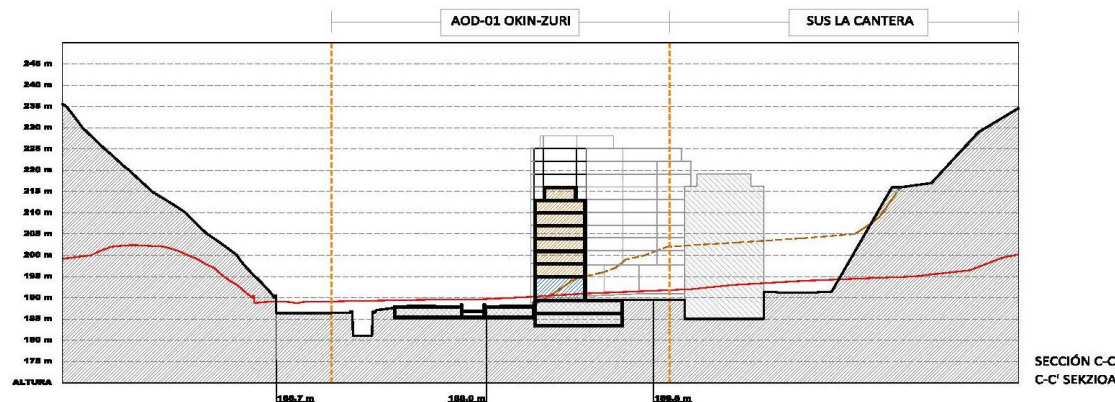 AOD-01 OKIN-ZURI
SUS LA CANTERA
245 m
240 m
235 m
230 m
225 m
220 m
215 m
210 m
205 m
200 m
195 m
190 m
185 m
180 m
175 m
ALTURA
SECCIÓN C-C
C-C' SEKZIOA